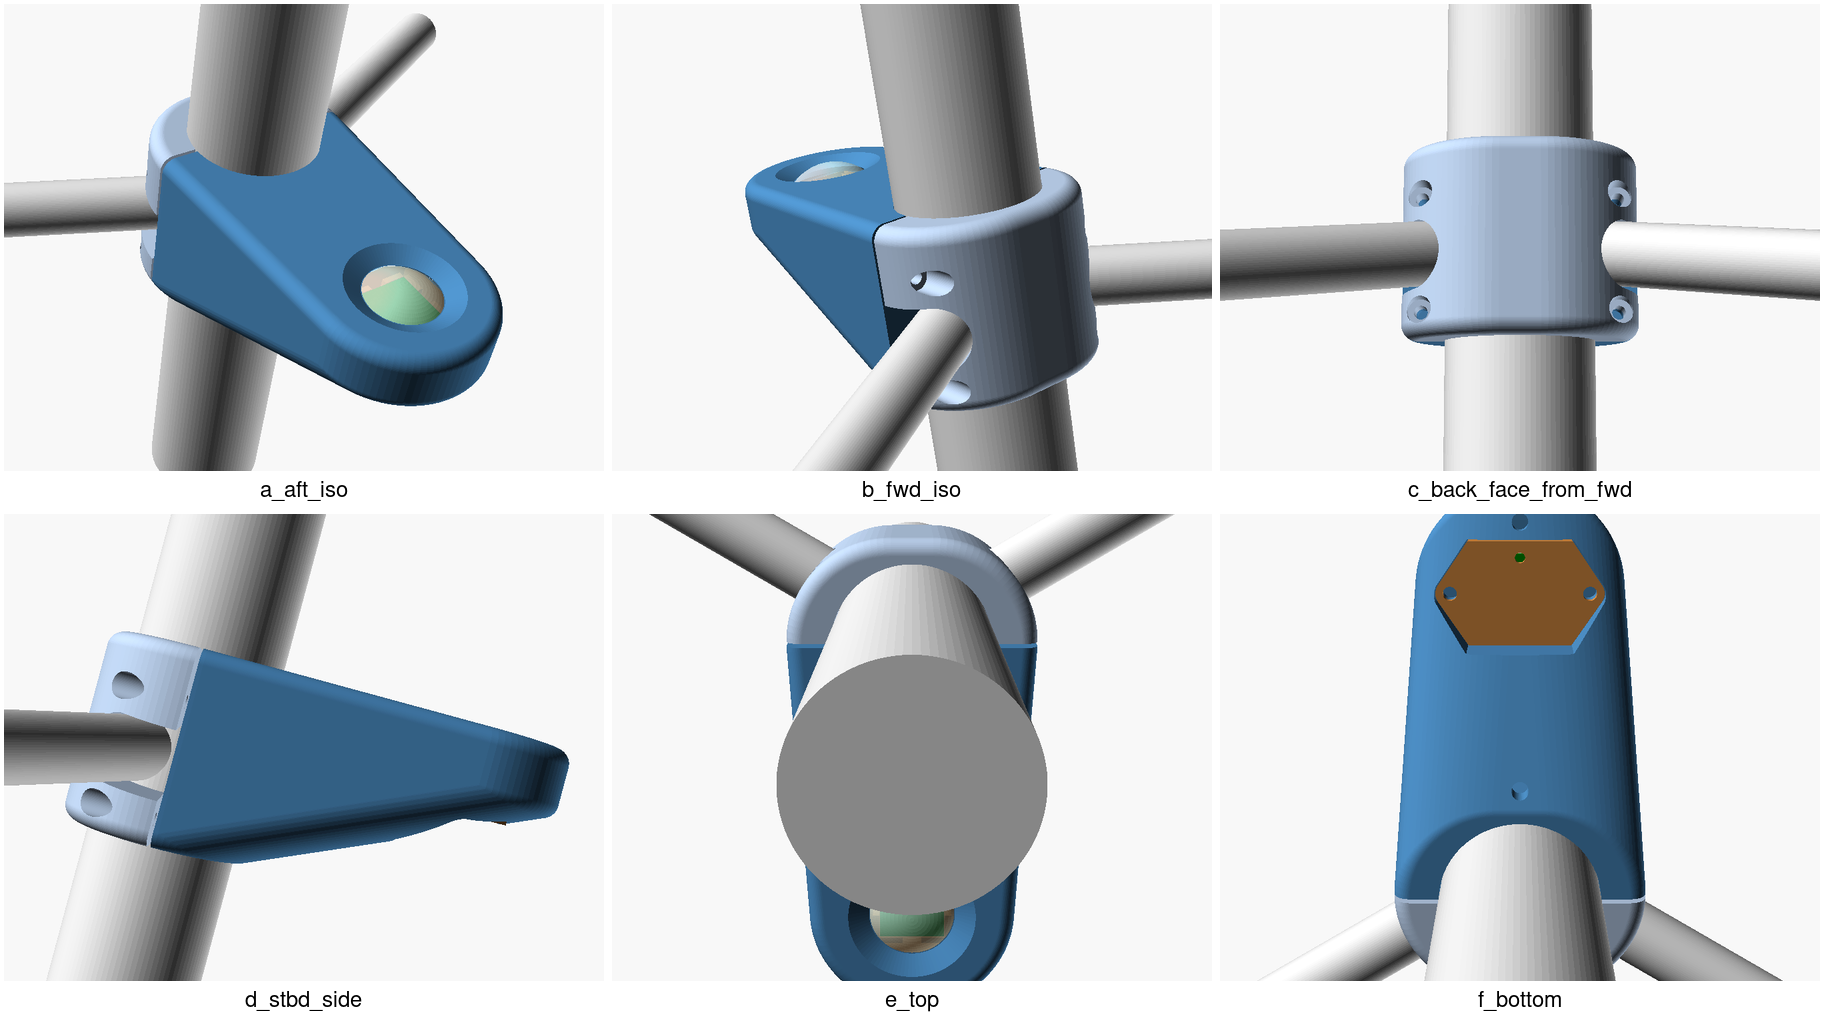 a_aft_iso
b_fwd_iso
c_back_face_from_fwd
d_stbd_side
e_top
f_bottom